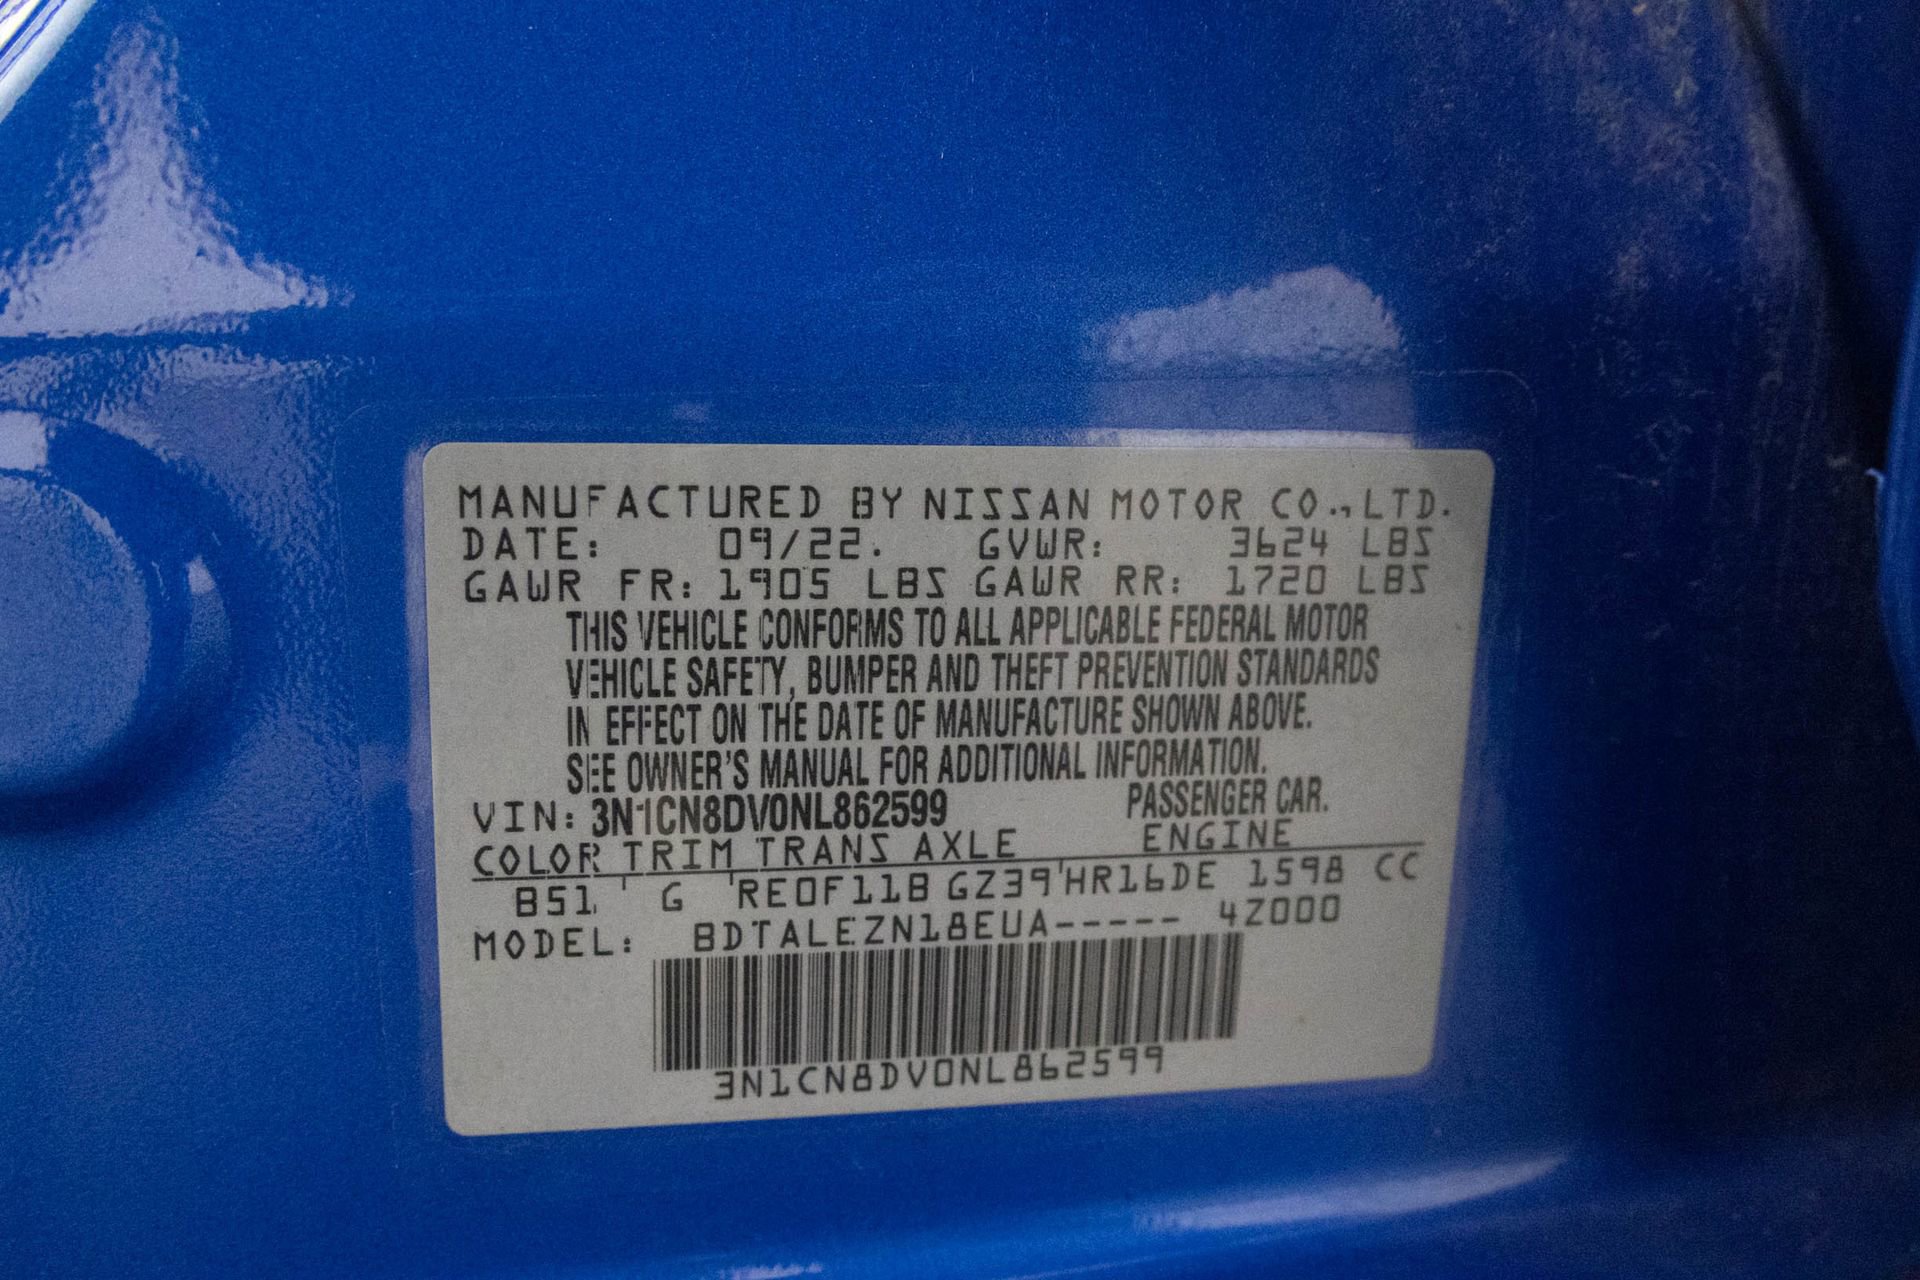 MANUFACTURED BY NISSAN MOTOR CO., LTD.
DATE: 09/22. GVWR: 3624 LBS
GAWR FR: 1905 LBS GAWR RR: 1720 LBS
THIS VEHICLE CONFORMS TO ALL APPLICABLE FEDERAL MOTOR
VEHICLE SAFETY, BUMPER AND THEFT PREVENTION STANDARDS
IN EFFECT ON THE DATE OF MANUFACTURE SHOWN ABOVE.
SEE OWNER'S MANUAL FOR ADDITIONAL INFORMATION.
VIN: 3N1CN8DV0NL862599 PASSENGER CAR.
COLOR TRIM TRANS AXLE ENGINE
B51 G RE0F11B GZ39 HR16DE 1598 CC
MODEL: BDTALEZN18EUA----- 4Z000
3N1CN8DV0NL862599